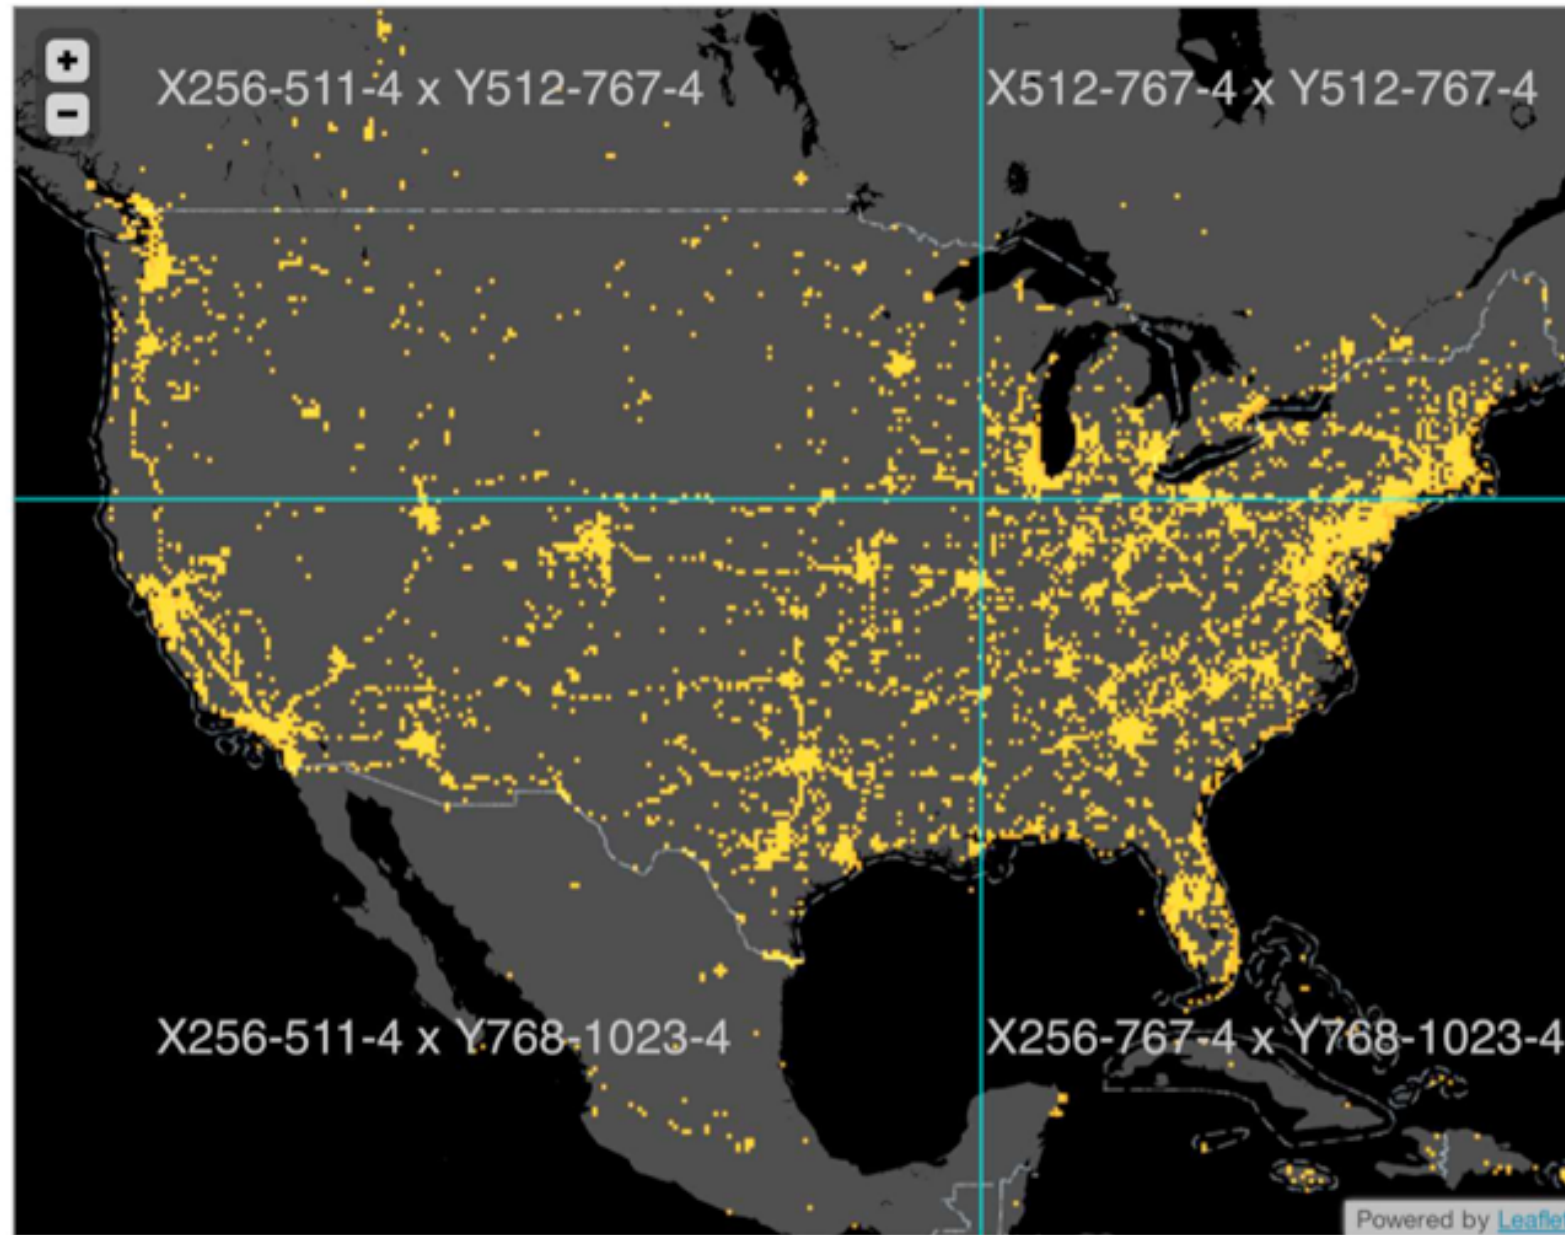 +
X256-511-4 x Y512-767-4
X512-767-4 x Y512-767-4
−
X256-511-4 x Y768-1023-4
X256-767-4 x Y768-1023-4
Powered by Leaflet